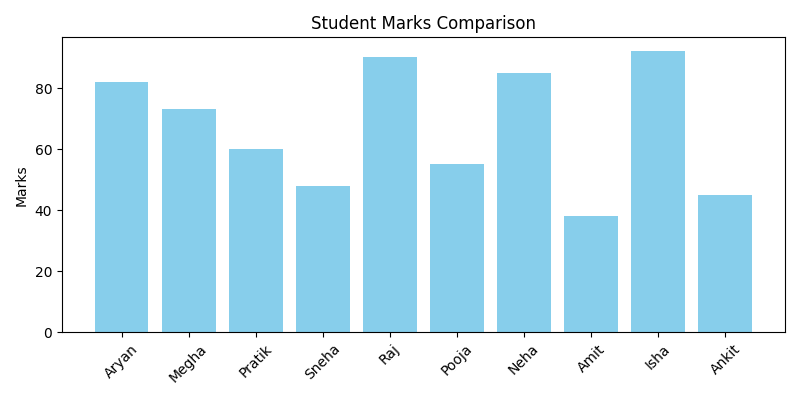 Student Marks Comparison
Marks
80
60
40
20
0
Aryan
Megha
Pratik
Sneha
Raj
Pooja
Neha
Amit
Isha
Ankit